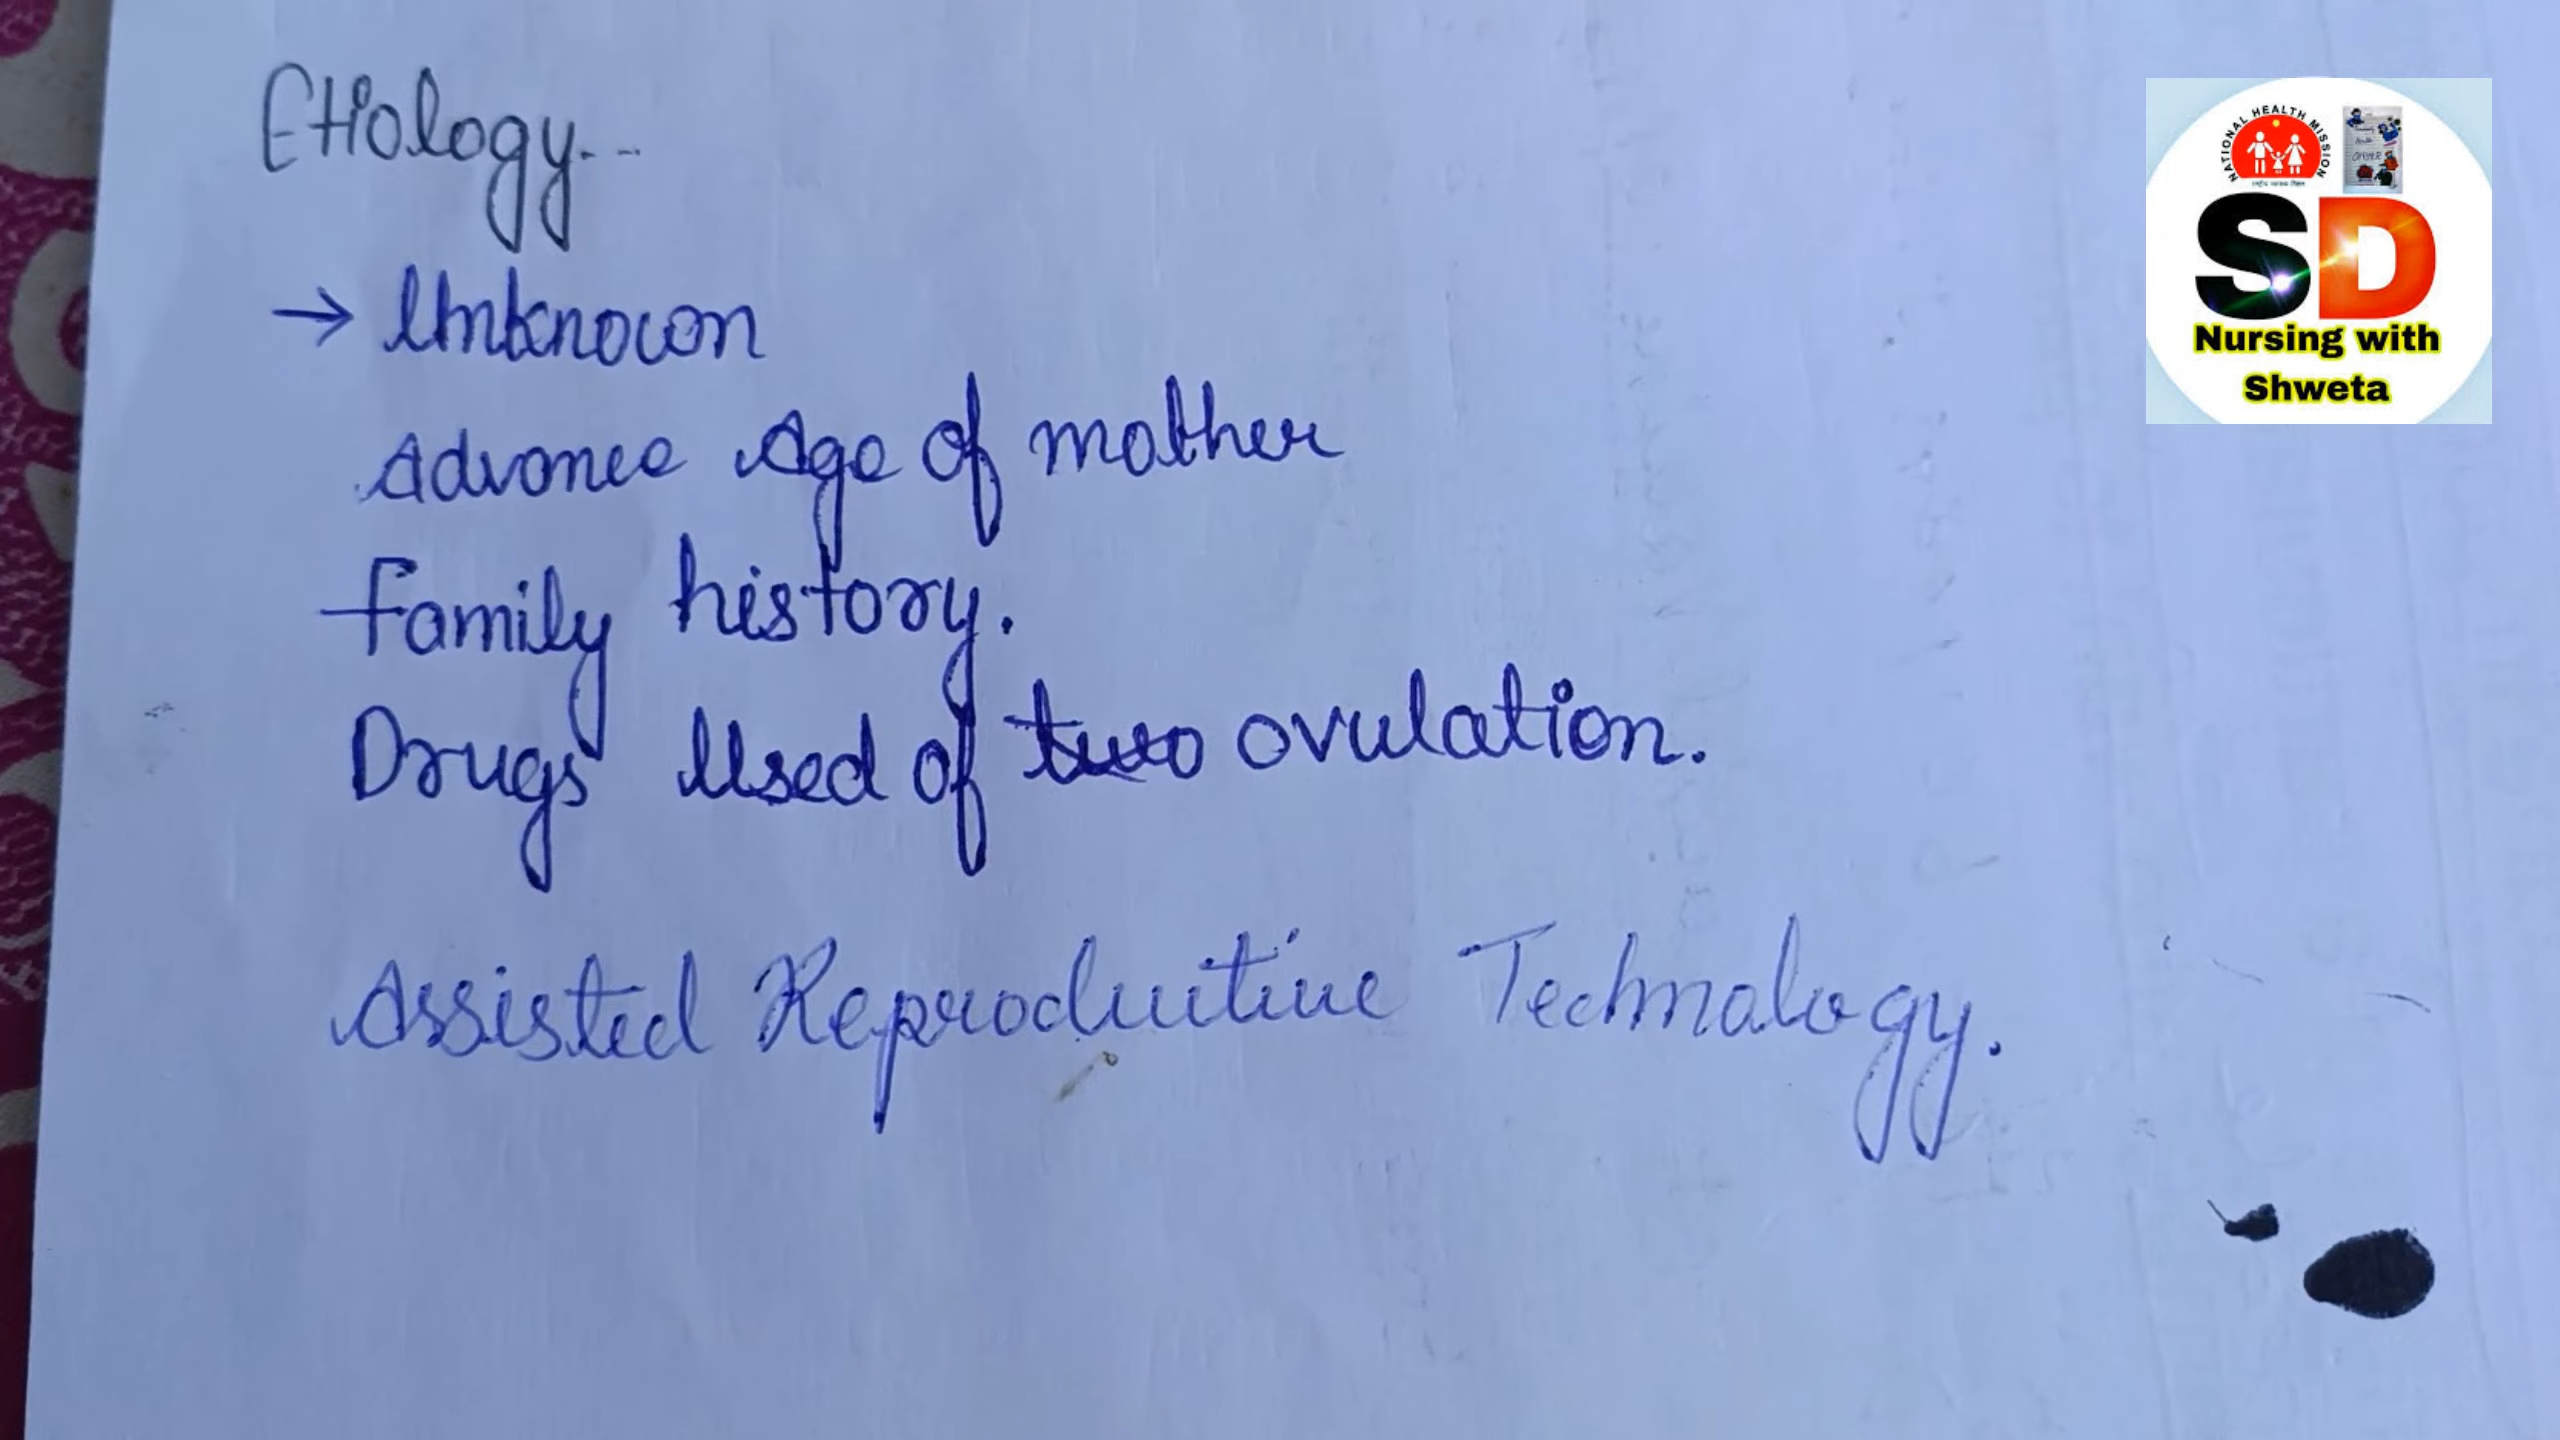 Etiology...
→ Unknown
Advance Age of mother
family history.
Drugs Used of two ovulation.
Assisted Reproductive Technology.
NATIONAL HEALTH MISSION
SD
Nursing with
Shweta